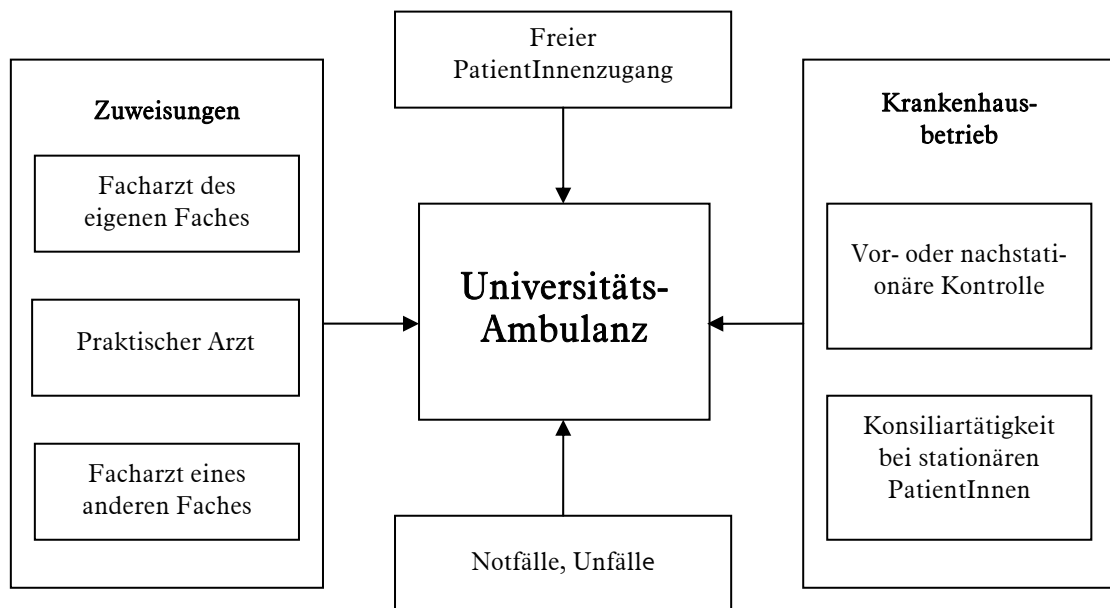 Freier
PatientInnenzugang
Zuweisungen
Facharzt des
eigenen Faches
Praktischer Arzt
Facharzt eines
anderen Faches
Universitäts-
Ambulanz
Notfälle, Unfälle
Krankenhaus-
betrieb
Vor- oder nachstati-
onäre Kontrolle
Konsiliartätigkeit
bei stationären
PatientInnen